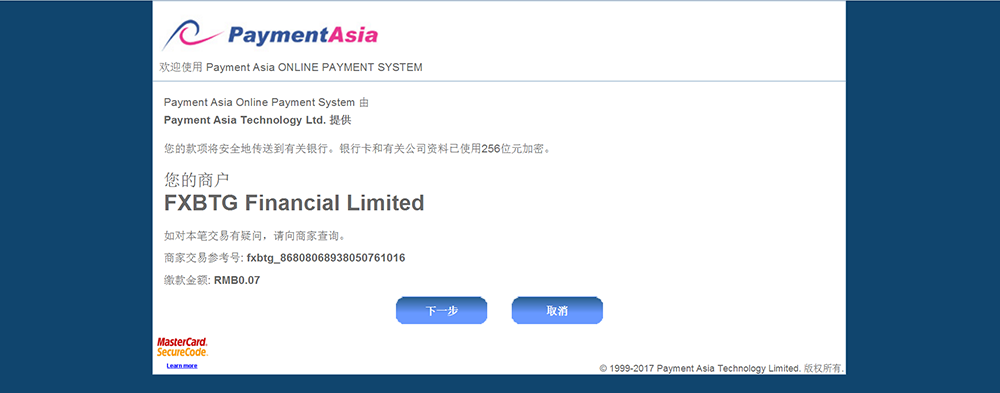 PaymentAsia
欢迎使用 Payment Asia ONLINE PAYMENT SYSTEM
Payment Asia Online Payment System 由
Payment Asia Technology Ltd. 提供
您的款项将安全地传送到有关银行。银行卡和有关公司资料已使用256位元加密。
您的商户
FXBTG Financial Limited
如对本笔交易有疑问，请向商家查询。
商家交易参考号: fxbtg_86808068938050761016
缴款金额: RMB0.07
下一步 取消
MasterCard.
SecureCode.
Learn more
© 1999-2017 Payment Asia Technology Limited. 版权所有.